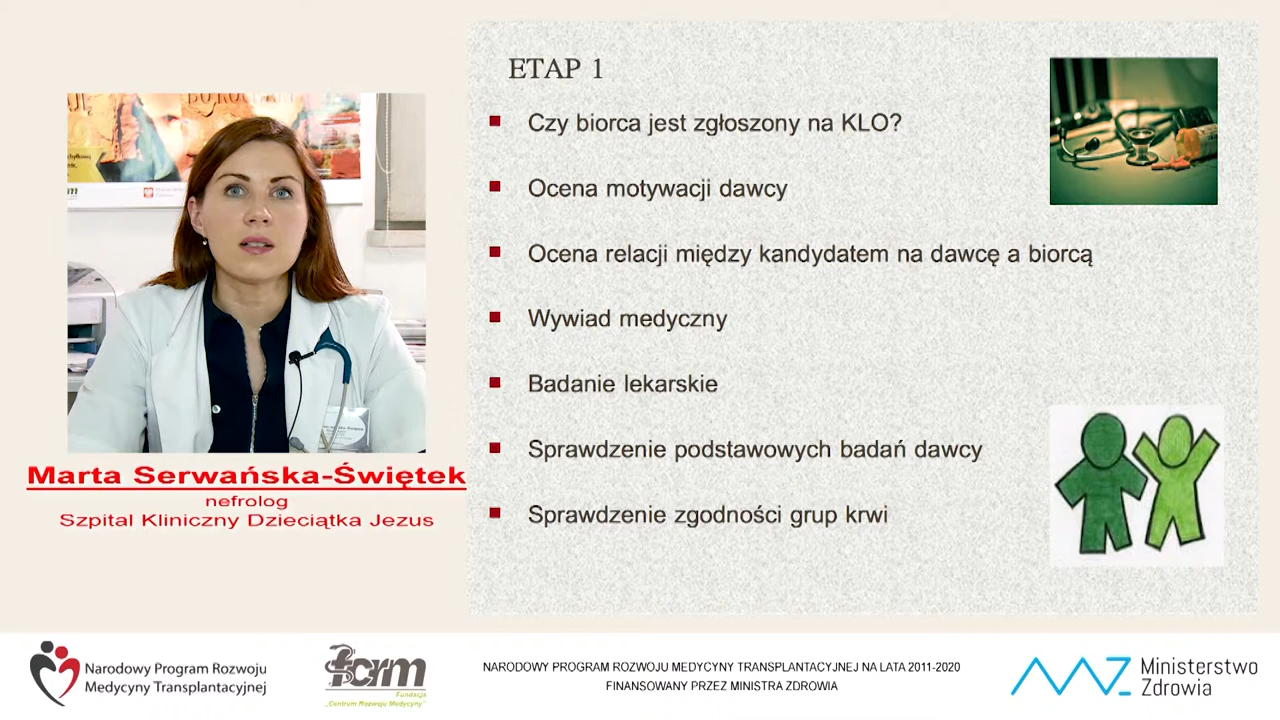 ETAP 1
Czy biorca jest zgłoszony na KLO?
Ocena motywacji dawcy
Ocena relacji między kandydatem na dawcę a biorcą
Wywiad medyczny
Badanie lekarskie
Sprawdzenie podstawowych badań dawcy
Sprawdzenie zgodności grup krwi
Marta Serwańska-Świętek
nefrolog
Szpital Kliniczny Dzieciątka Jezus
Narodowy Program Rozwoju
Medycyny Transplantacyjnej
fcrm
Fundacja
„Centrum Rozwoju Medycyny”
NARODOWY PROGRAM ROZWOJU MEDYCYNY TRANSPLANTACYJNEJ NA LATA 2011-2020
FINANSOWANY PRZEZ MINISTRA ZDROWIA
Ministerstwo
Zdrowia